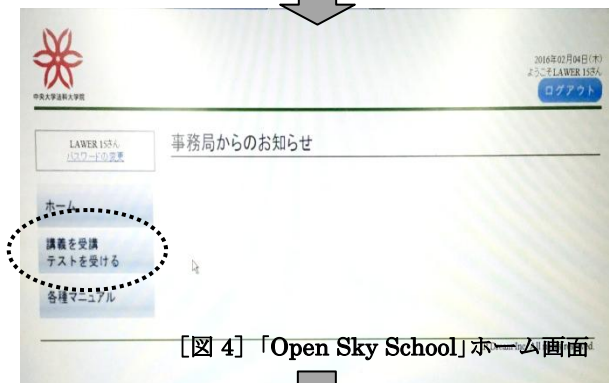 2016年02月04日(木)
ようこそLAWER 15さん
ログアウト
中央大学法科大学院
LAWER 15さん
パスワードの変更
事務局からのお知らせ
ホーム
講義を受講
テストを受ける
各種マニュアル
[図 4]「Open Sky School」ホーム画面